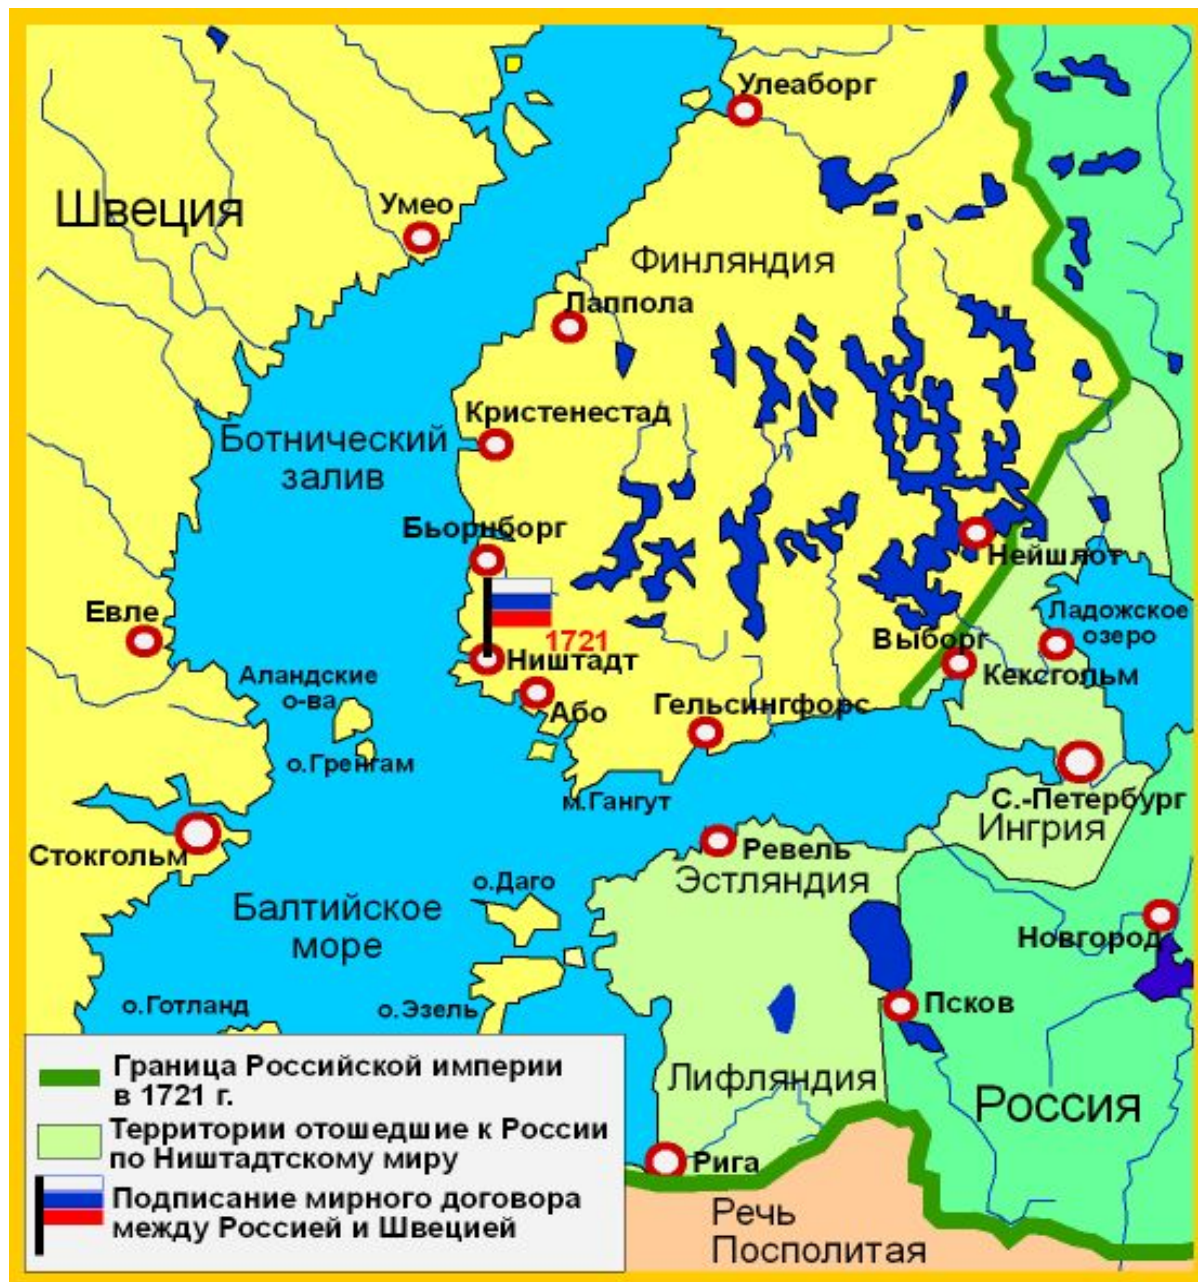 Улеаборг
Швеция
Умео
Финляндия
Лаппола
Кристенестад
Ботнический
залив
Бьорнборг
Нейшлот
Евле
1721
Ладожское
озеро
Выборг
Ништадт
Кексгольм
Аландские
о-ва
Або
Гельсингфорс
о.Гренгам
м.Гангут
С.-Петербург
Ингрия
Стокгольм
Ревель
Эстляндия
о.Даго
Балтийское
море
Новгород
о.Готланд
о.Эзель
Псков
Лифляндия
Россия
Рига
Речь
Посполитая
Граница Российской империи
в 1721 г.
Территории отошедшие к России
по Ништадтскому миру
Подписание мирного договора
между Россией и Швецией